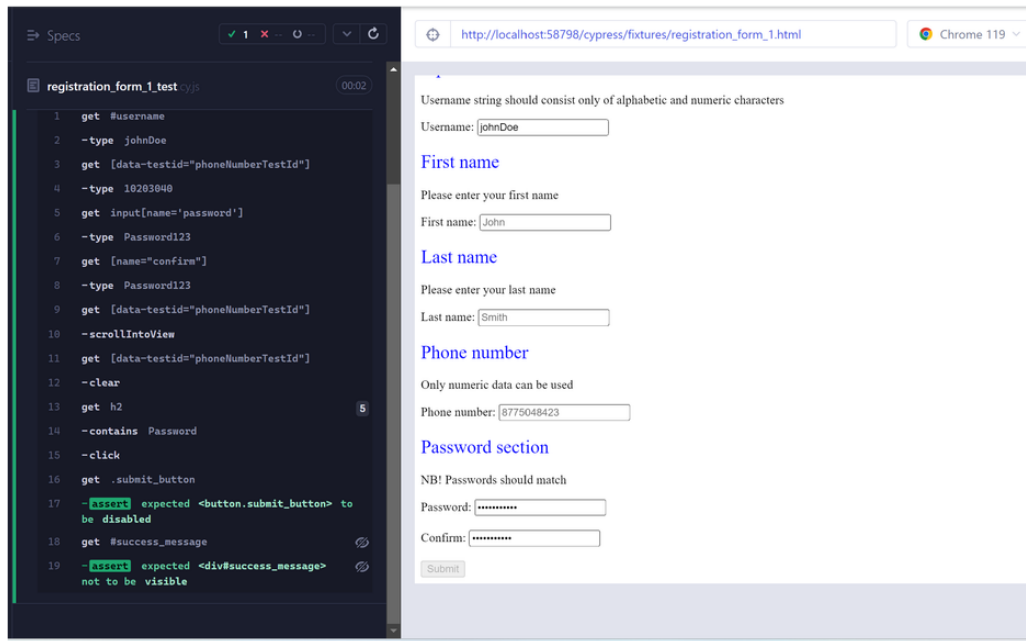 Specs
✓ 1 ✕ -- --
http://localhost:58798/cypress/fixtures/registration_form_1.html
Chrome 119
registration_form_1_test cy.js
00:02
1 get #username
2 -type johnDoe
3 get [data-testid="phoneNumberTestId"]
4 -type 10203040
5 get input[name='password']
6 -type Password123
7 get [name="confirm"]
8 -type Password123
9 get [data-testid="phoneNumberTestId"]
10 -scrollIntoView
11 get [data-testid="phoneNumberTestId"]
12 -clear
13 get h2 5
14 -contains Password
15 -click
16 get .submit_button
17 -assert expected <button.submit_button> to
be disabled
18 get #success_message
19 -assert expected <div#success_message>
not to be visible
Username string should consist only of alphabetic and numeric characters
Username: johnDoe
First name
Please enter your first name
First name: John
Last name
Please enter your last name
Last name: Smith
Phone number
Only numeric data can be used
Phone number: 8775048423
Password section
NB! Passwords should match
Password: •••••••••••
Confirm: •••••••••••
Submit